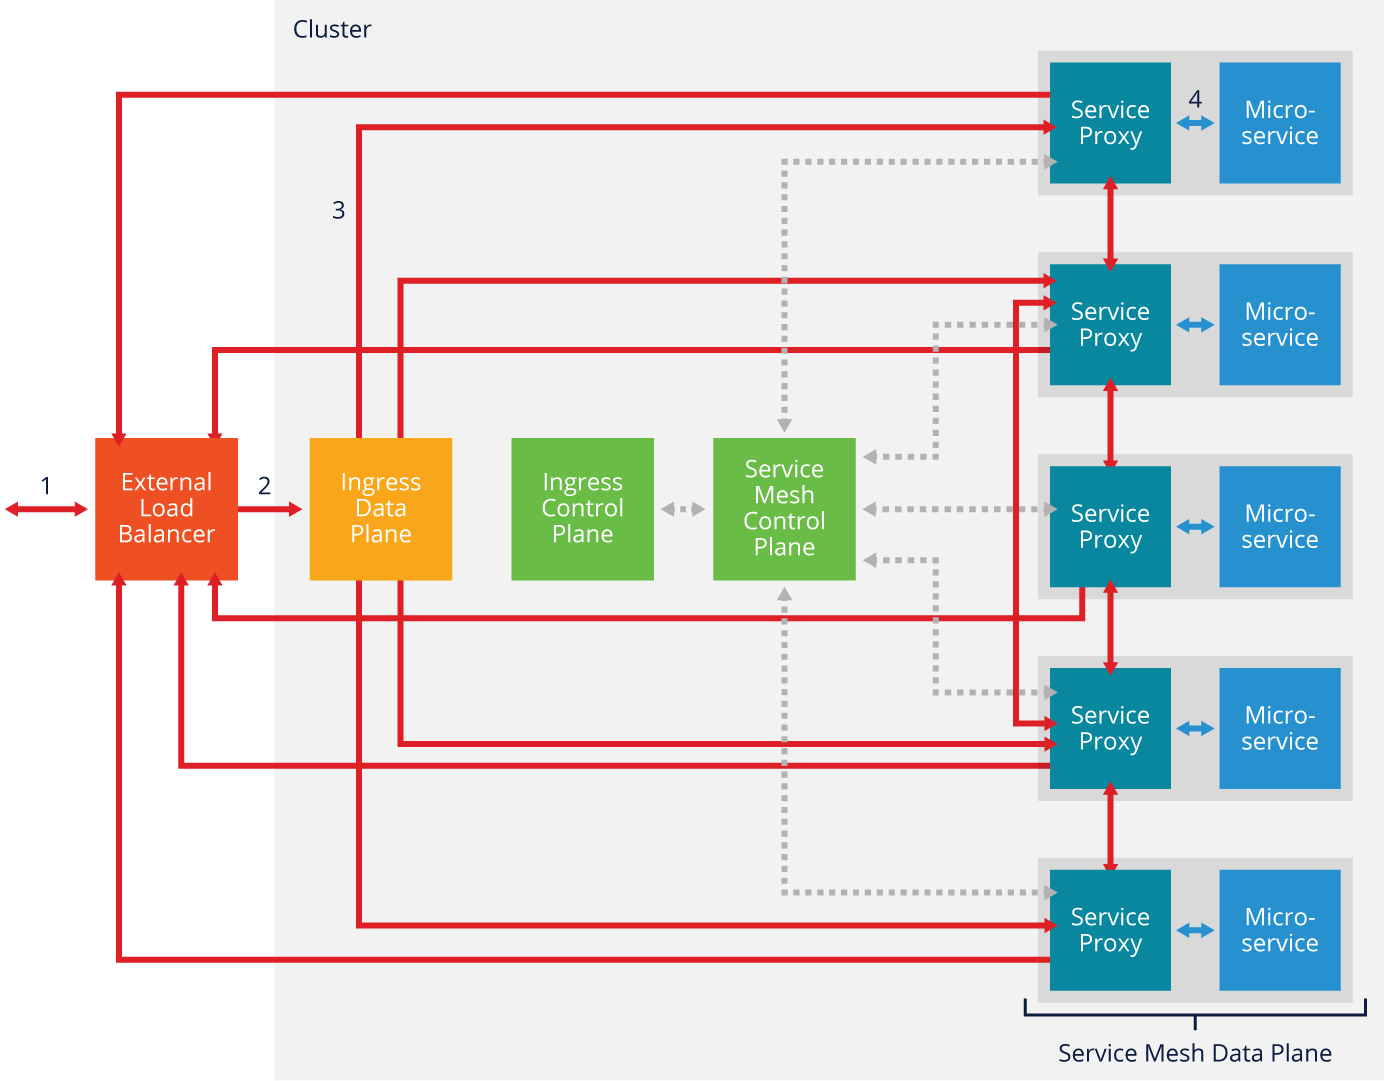 Cluster
Service
Proxy
4
Micro-
service
3
Service
Proxy
Micro-
service
1
External
Load
Balancer
2
Ingress
Data
Plane
Ingress
Control
Plane
Service
Mesh
Control
Plane
Service
Proxy
Micro-
service
Service
Proxy
Micro-
service
Service
Proxy
Micro-
service
Service Mesh Data Plane